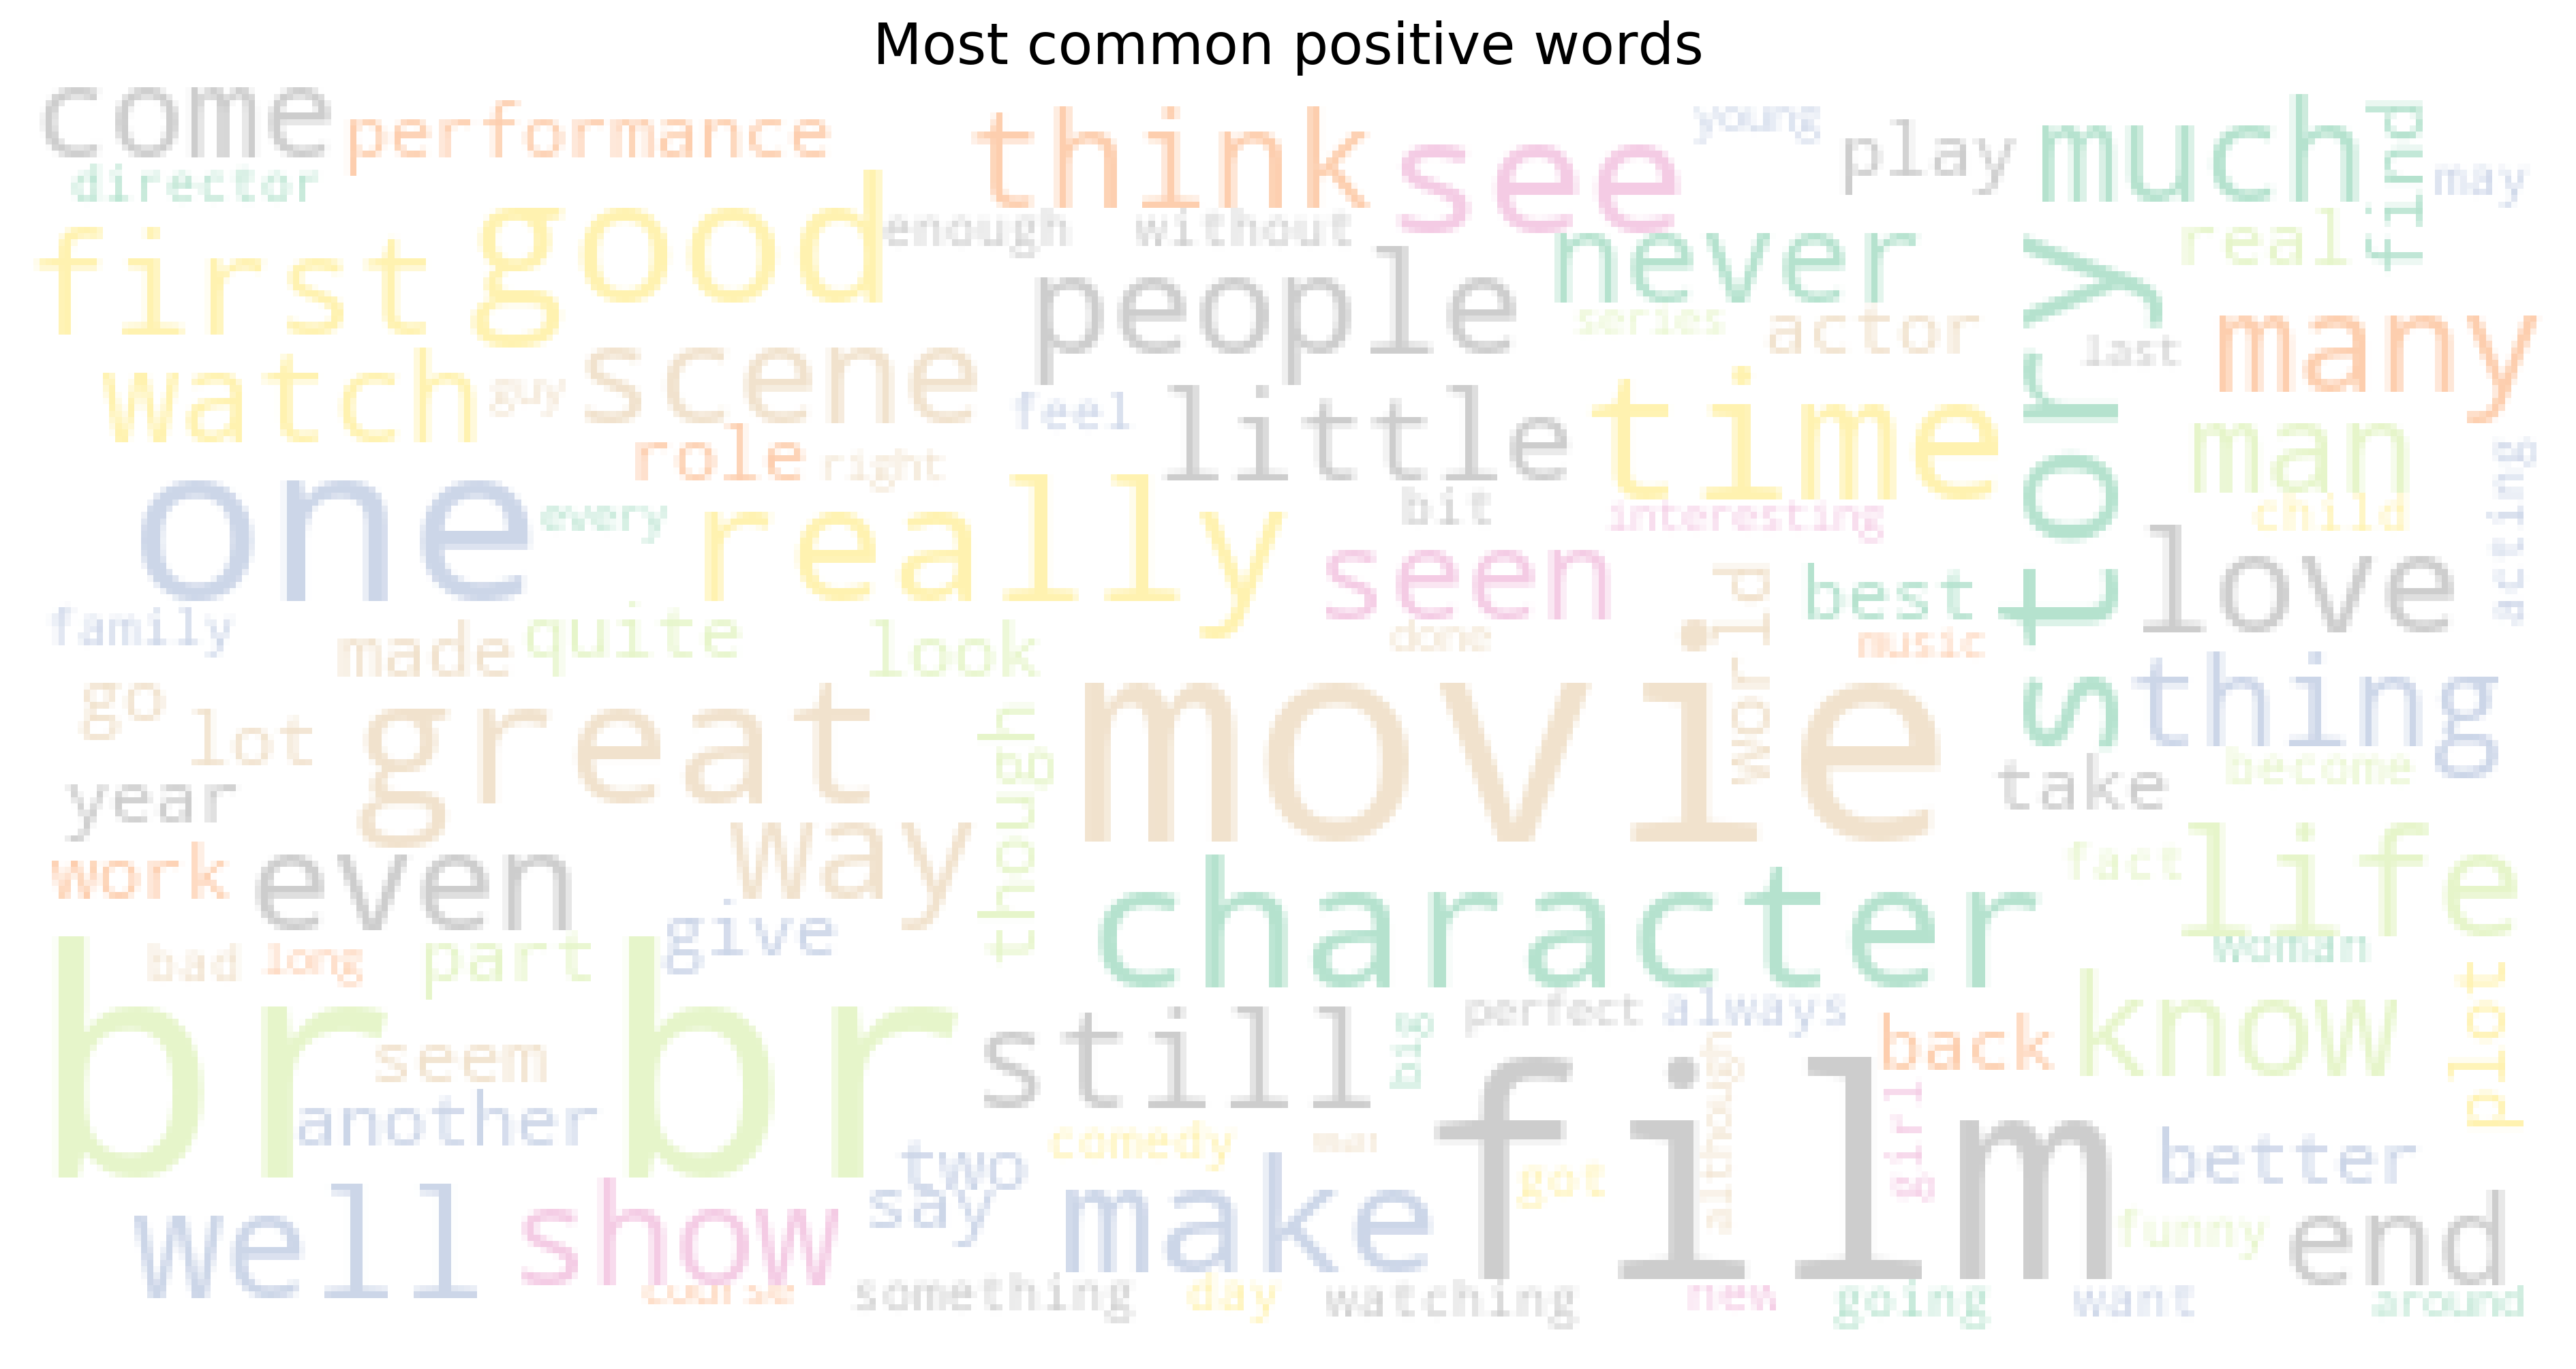 Most common positive words
come
performance
think
see
young
play
much
find
may
director
good
enough
without
never
real
first
people
story
series
actor
last
many
watch
guy
scene
feel
little
time
man
role
right
acting
one
every
really
bit
interesting
child
seen
best
love
family
made
quite
look
done
world
music
go
lot
great
though
movie
thing
year
way
take
become
work
even
character
fact
life
bad
long
part
give
woman
br br
seem
still
big
perfect
always
back
know
plot
another
two
comedy
film
although
girl
better
well
show
say
make
got
funny
end
course
something
day
watching
new
going
want
around